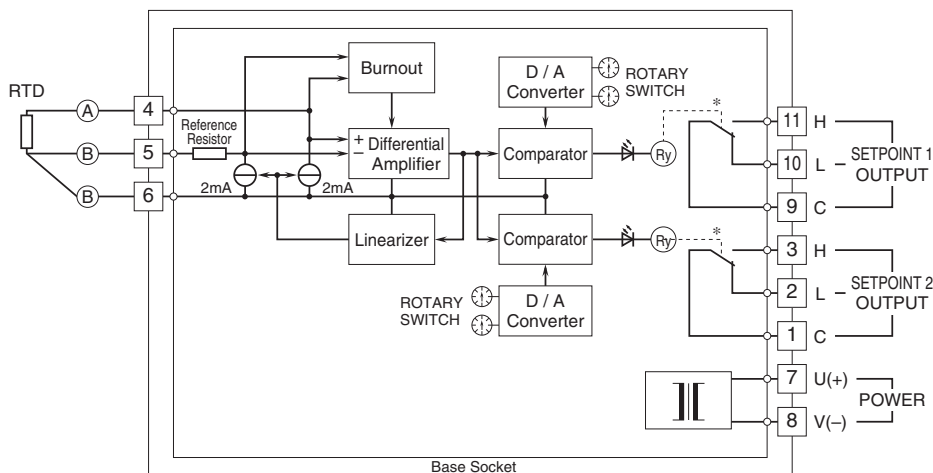 RTD
A
4
B
5
B
6
Reference
Resistor
2mA
2mA
Burnout
+
−
Differential
Amplifier
Linearizer
D / A
Converter
ROTARY
SWITCH
Comparator
Ry
*
Comparator
Ry
*
ROTARY
SWITCH
D / A
Converter
11 H
10 L
9 C
SETPOINT 1
OUTPUT
3 H
2 L
1 C
SETPOINT 2
OUTPUT
7 U(+)
8 V(−)
POWER
Base Socket